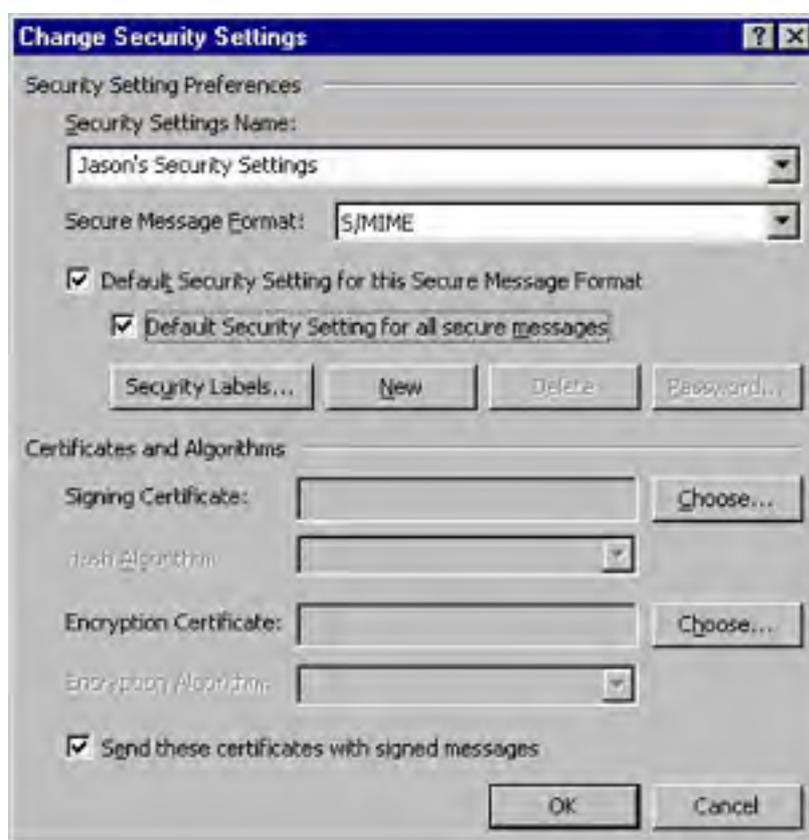 Change Security Settings
Security Setting Preferences
Security Settings Name:
Jason's Security Settings
Secure Message Format: S/MIME
Default Security Setting for this Secure Message Format
Default Security Setting for all secure messages
Security Labels... New Delete Password...
Certificates and Algorithms
Signing Certificate: Choose...
Hash Algorithm:
Encryption Certificate: Choose...
Encryption Algorithm:
Send these certificates with signed messages
OK Cancel